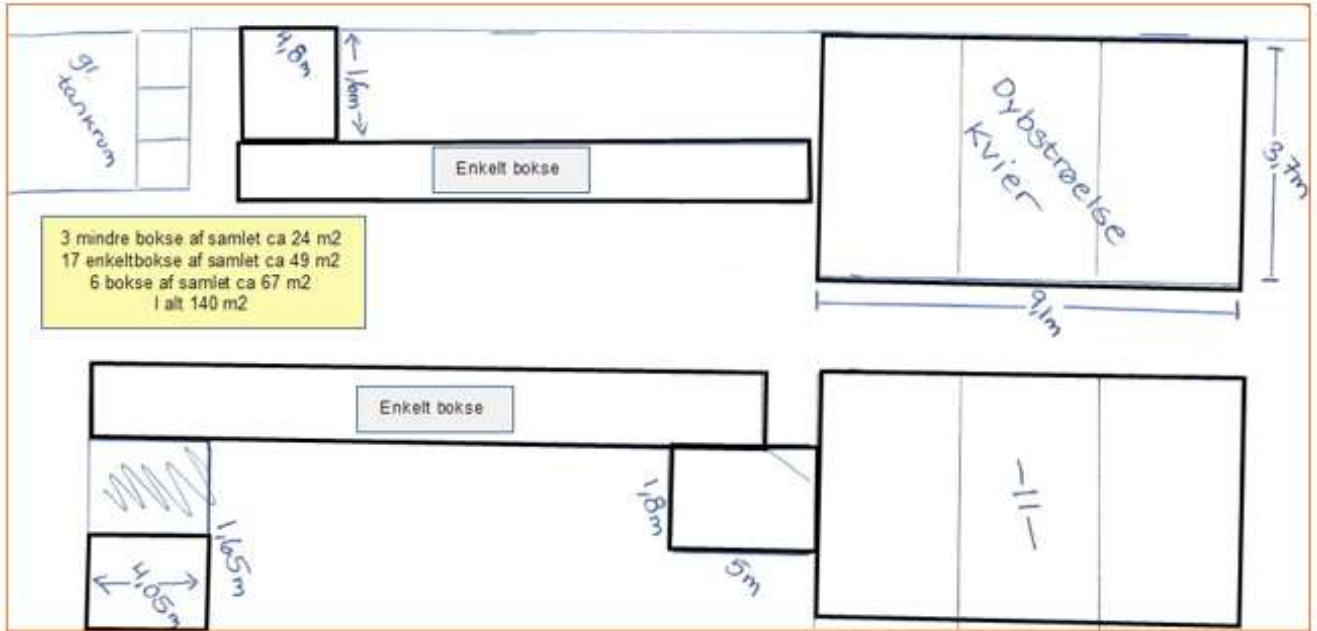 gl
tankrum
4,8m
1,6m
Enkelt bokse
Dybstrøelse
Kvier
3,7m
9,1m
3 mindre bokse af samlet ca 24 m2
17 enkeltbokse af samlet ca 49 m2
6 bokse af samlet ca 67 m2
I alt 140 m2
Enkelt bokse
1,65m
4,05m
1,8m
5m
-11-